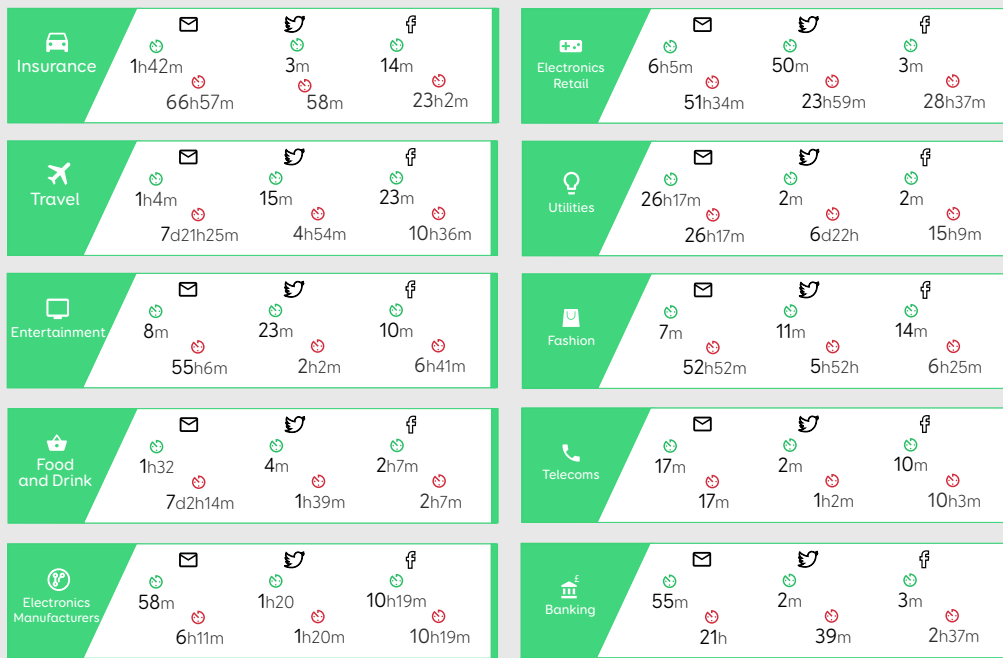 Insurance
1h42m 3m 14m
66h57m 58m 23h2m
Electronics
Retail
6h5m 50m 3m
51h34m 23h59m 28h37m
Travel
1h4m 15m 23m
7d21h25m 4h54m 10h36m
Utilities
26h17m 2m 2m
26h17m 6d22h 15h9m
Entertainment
8m 23m 10m
55h6m 2h2m 6h41m
Fashion
7m 11m 14m
52h52m 5h52h 6h25m
Food
and Drink
1h32 4m 2h7m
7d2h14m 1h39m 2h7m
Telecoms
17m 2m 10m
17m 1h2m 10h3m
Electronics
Manufacturers
58m 1h20 10h19m
6h11m 1h20m 10h19m
£
Banking
55m 2m 3m
21h 39m 2h37m